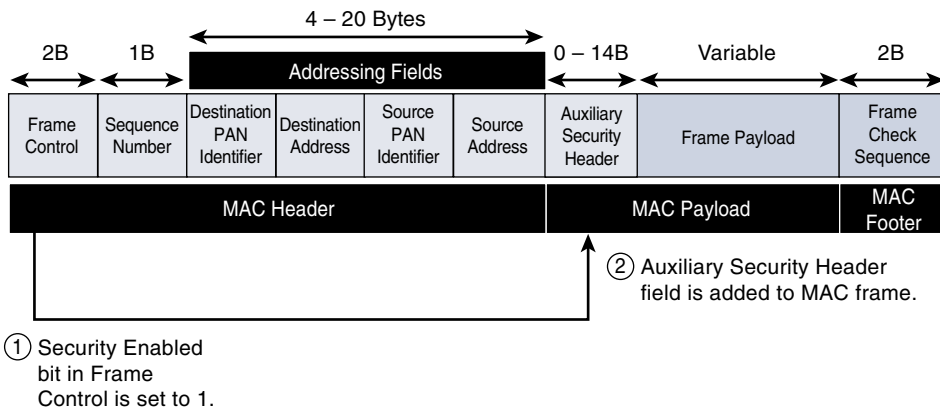 4 – 20 Bytes
2B 1B 0 – 14B Variable 2B
Addressing Fields
Frame
Control
Sequence
Number
Destination
PAN
Identifier
Destination
Address
Source
PAN
Identifier
Source
Address
Auxiliary
Security
Header
Frame Payload
Frame
Check
Sequence
MAC Header
MAC Payload
MAC
Footer
2 Auxiliary Security Header
field is added to MAC frame.
1 Security Enabled
bit in Frame
Control is set to 1.